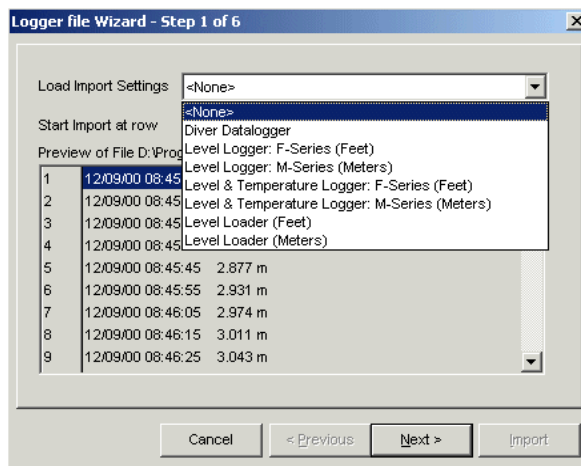 Logger file Wizard - Step 1 of 6
Load Import Settings <None>
<None>
Diver Datalogger
Level Logger: F-Series (Feet)
Level Logger: M-Series (Meters)
Level & Temperature Logger: F-Series (Feet)
Level & Temperature Logger: M-Series (Meters)
Level Loader (Feet)
Level Loader (Meters)
Start Import at row
Preview of File D:\Prog
1 12/09/00 08:45
2 12/09/00 08:45
3 12/09/00 08:45
4 12/09/00 08:45
5 12/09/00 08:45:45 2.877 m
6 12/09/00 08:45:55 2.931 m
7 12/09/00 08:46:05 2.974 m
8 12/09/00 08:46:15 3.011 m
9 12/09/00 08:46:25 3.043 m
Cancel < Previous Next > Import